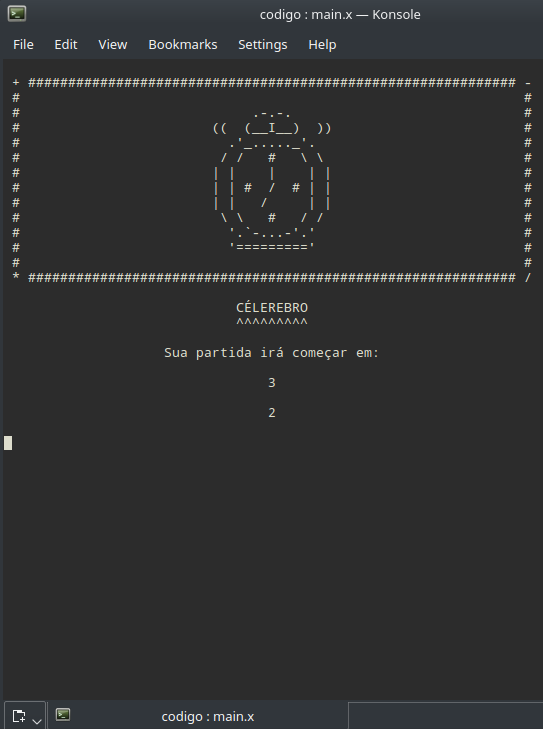 codigo : main.x — Konsole
File Edit View Bookmarks Settings Help
+ ############################################################# -
#                                                               #
#                             .-.-.                             #
#                        ((  (__I__)  ))                        #
#                          .'_....._'.                          #
#                         / /   #   \ \                         #
#                        | |    |    | |                        #
#                        | | #  /  # | |                        #
#                        | |   /     | |                        #
#                         \ \   #   / /                         #
#                          '.`-...-'.'                          #
#                          '========='                          #
#                                                               #
* ############################################################# /
CÉLEREBRO
^^^^^^^^^
Sua partida irá começar em:
3
2
codigo : main.x